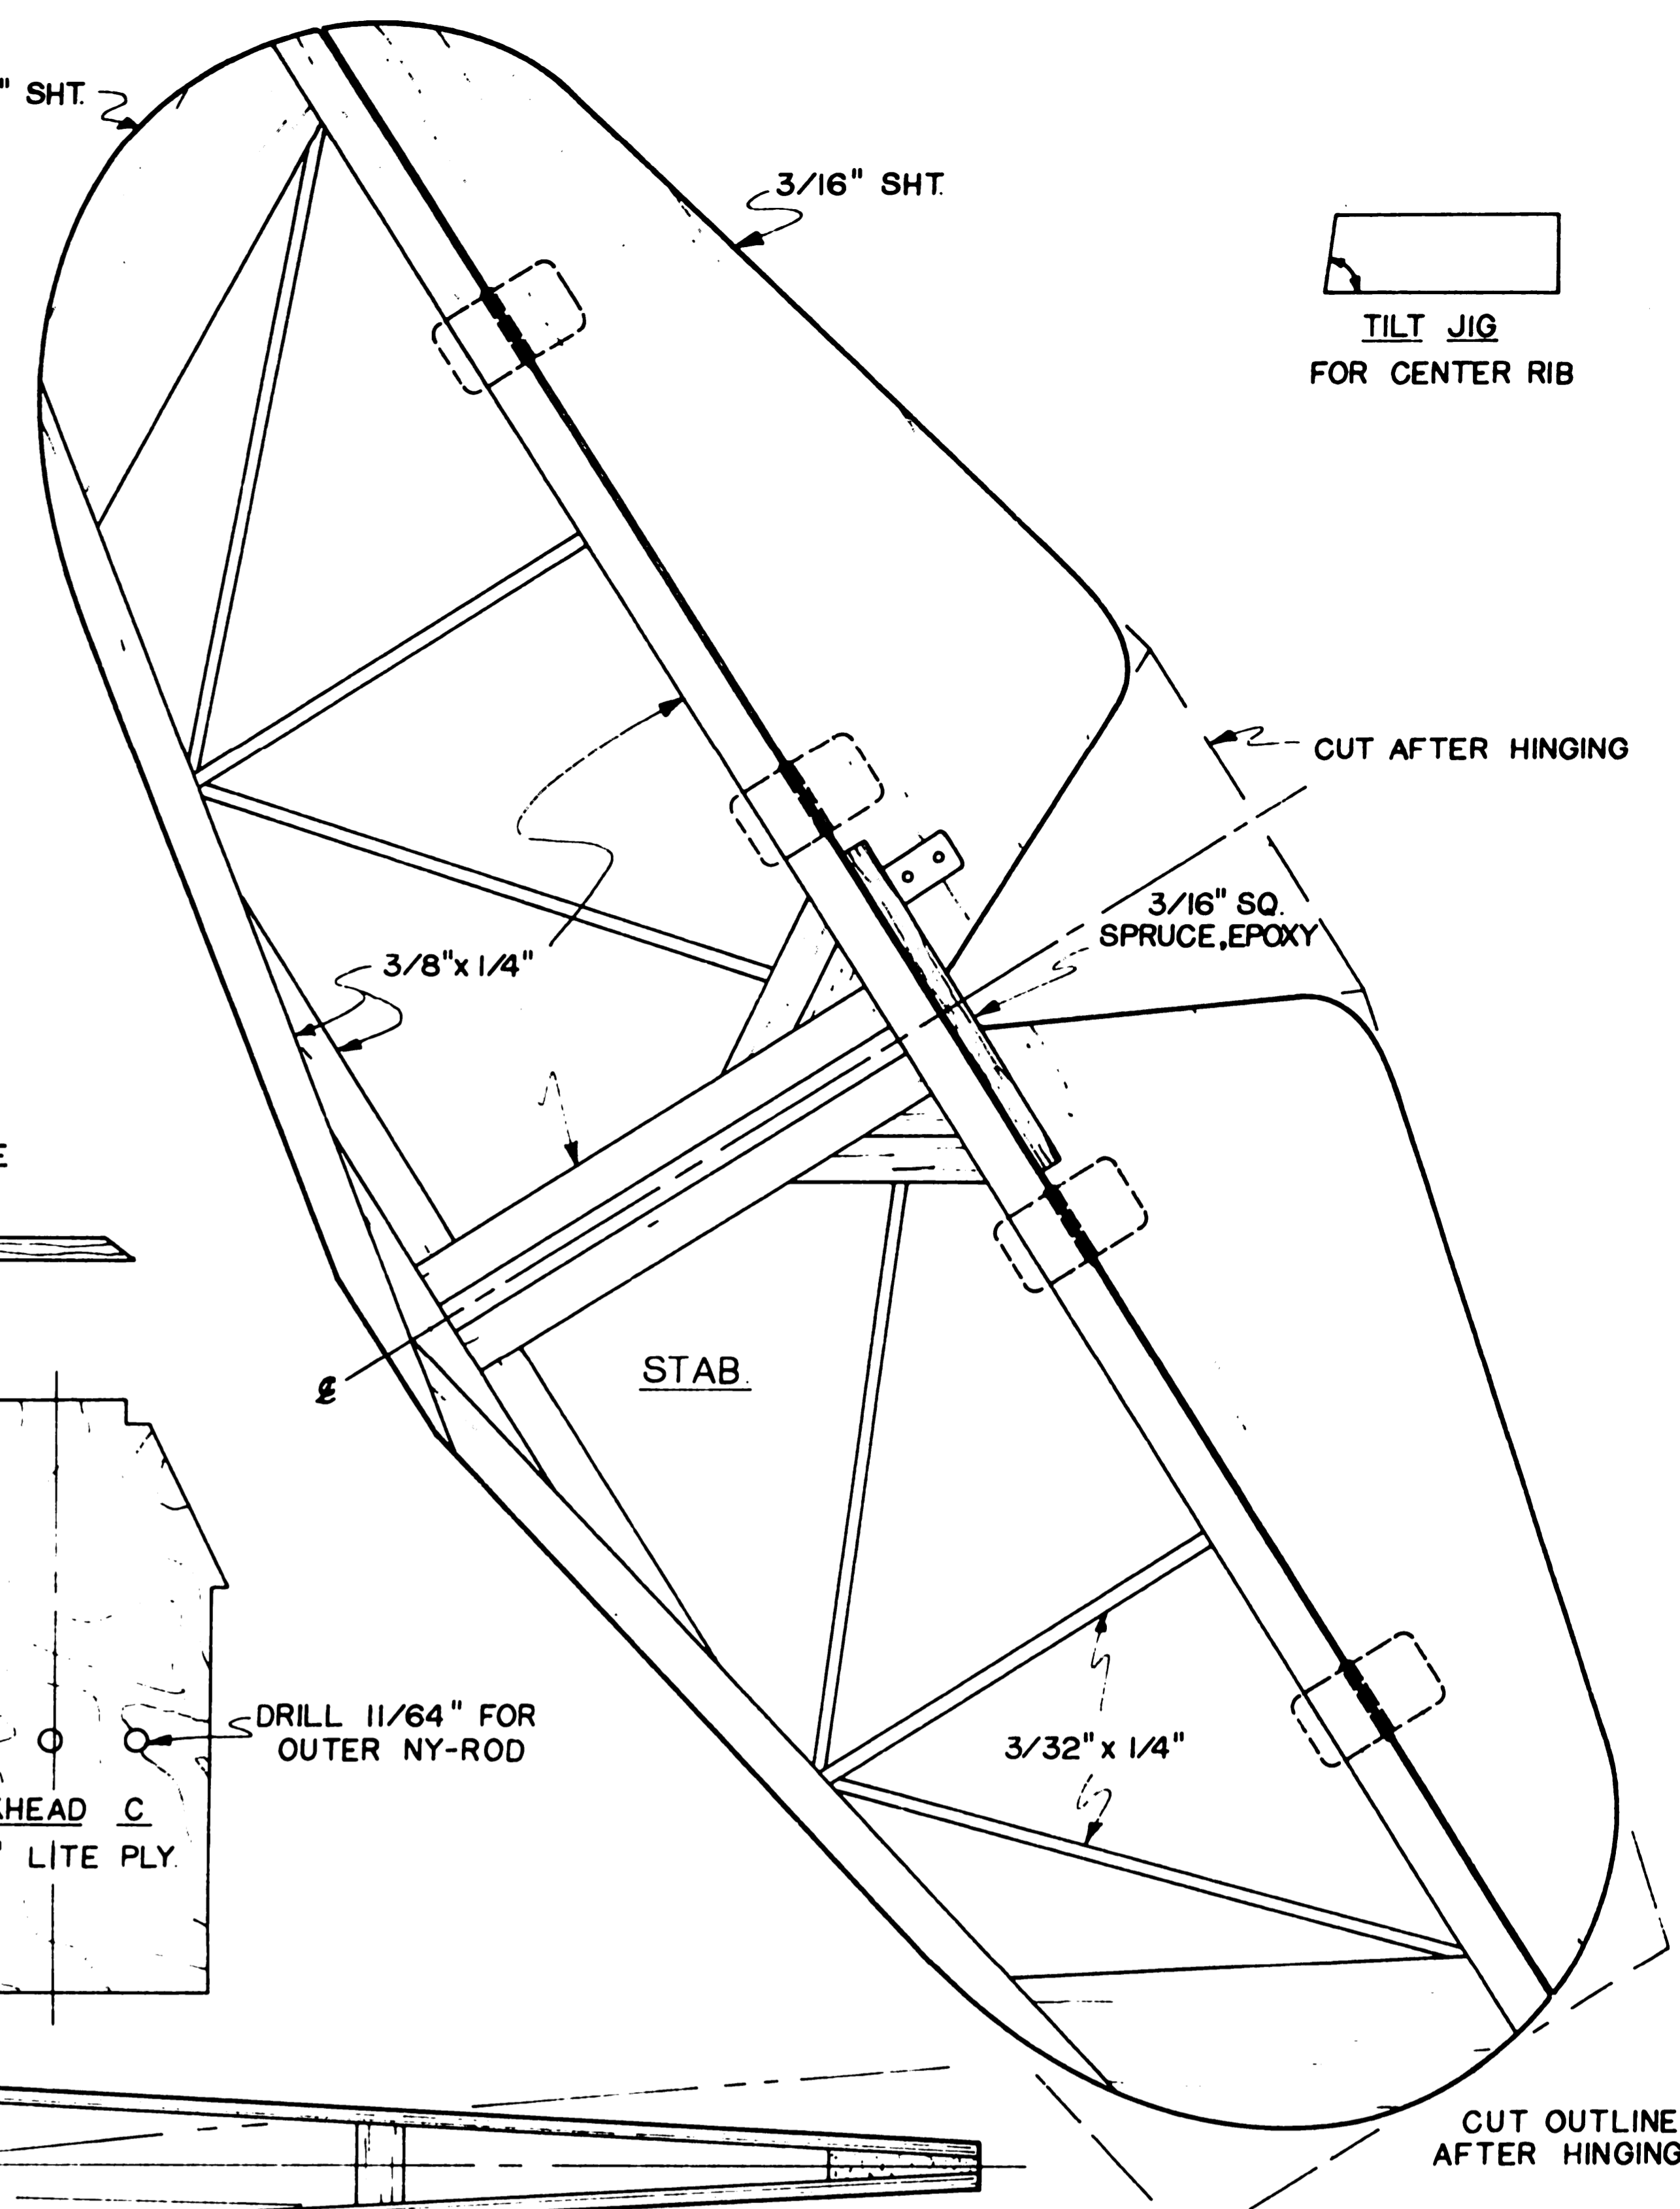 " SHT.
3/16" SHT.
TILT JIG
FOR CENTER RIB
CUT AFTER HINGING
3/16" SQ.
SPRUCE, EPOXY
3/8" x 1/4"
E
STAB.
DRILL 11/64" FOR
OUTER NY-ROD
3/32" x 1/4"
KHEAD C
" LITE PLY.
CUT OUTLINE
AFTER HINGING